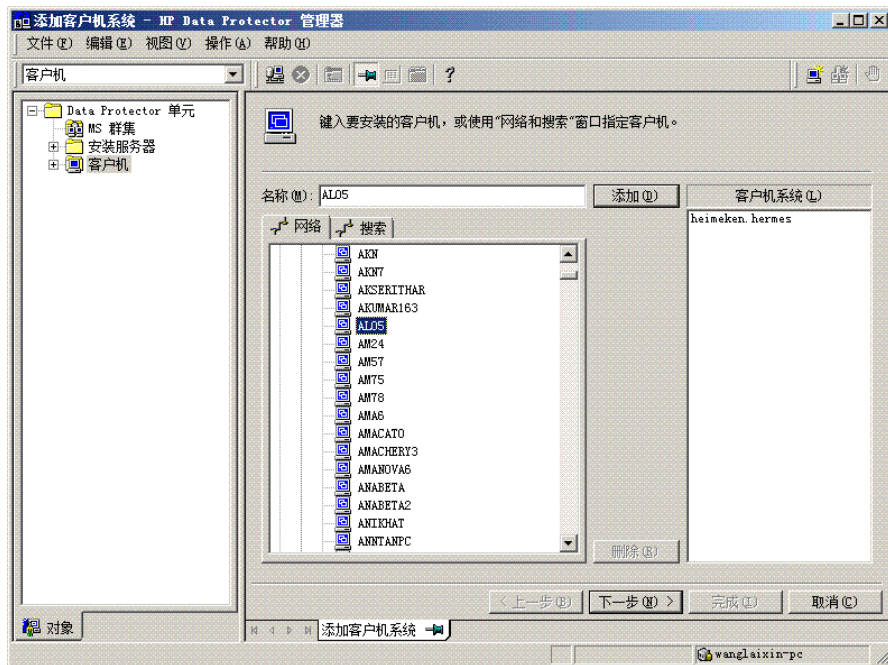 添加客户机系统 - HP Data Protector 管理器
文件(F) 编辑(E) 视图(V) 操作(A) 帮助(H)
客户机
Data Protector 单元
MS 群集
安装服务器
客户机
键入要安装的客户机，或使用"网络和搜索"窗口指定客户机。
名称(M): AL05 添加(D) 客户机系统(L)
heimeken.hermes
网络 搜索
AKN
AKN7
AKSERITHAR
AKUMAR163
AL05
AM24
AM57
AM75
AM78
AMA6
AMACATO
AMACHERY3
AMANOVA6
ANABETA
ANABETA2
ANIKHAT
ANNTANPC
删除(R)
< 上一步(B) 下一步(N) > 完成(I) 取消(C)
对象
添加客户机系统
wanglaixin-pc